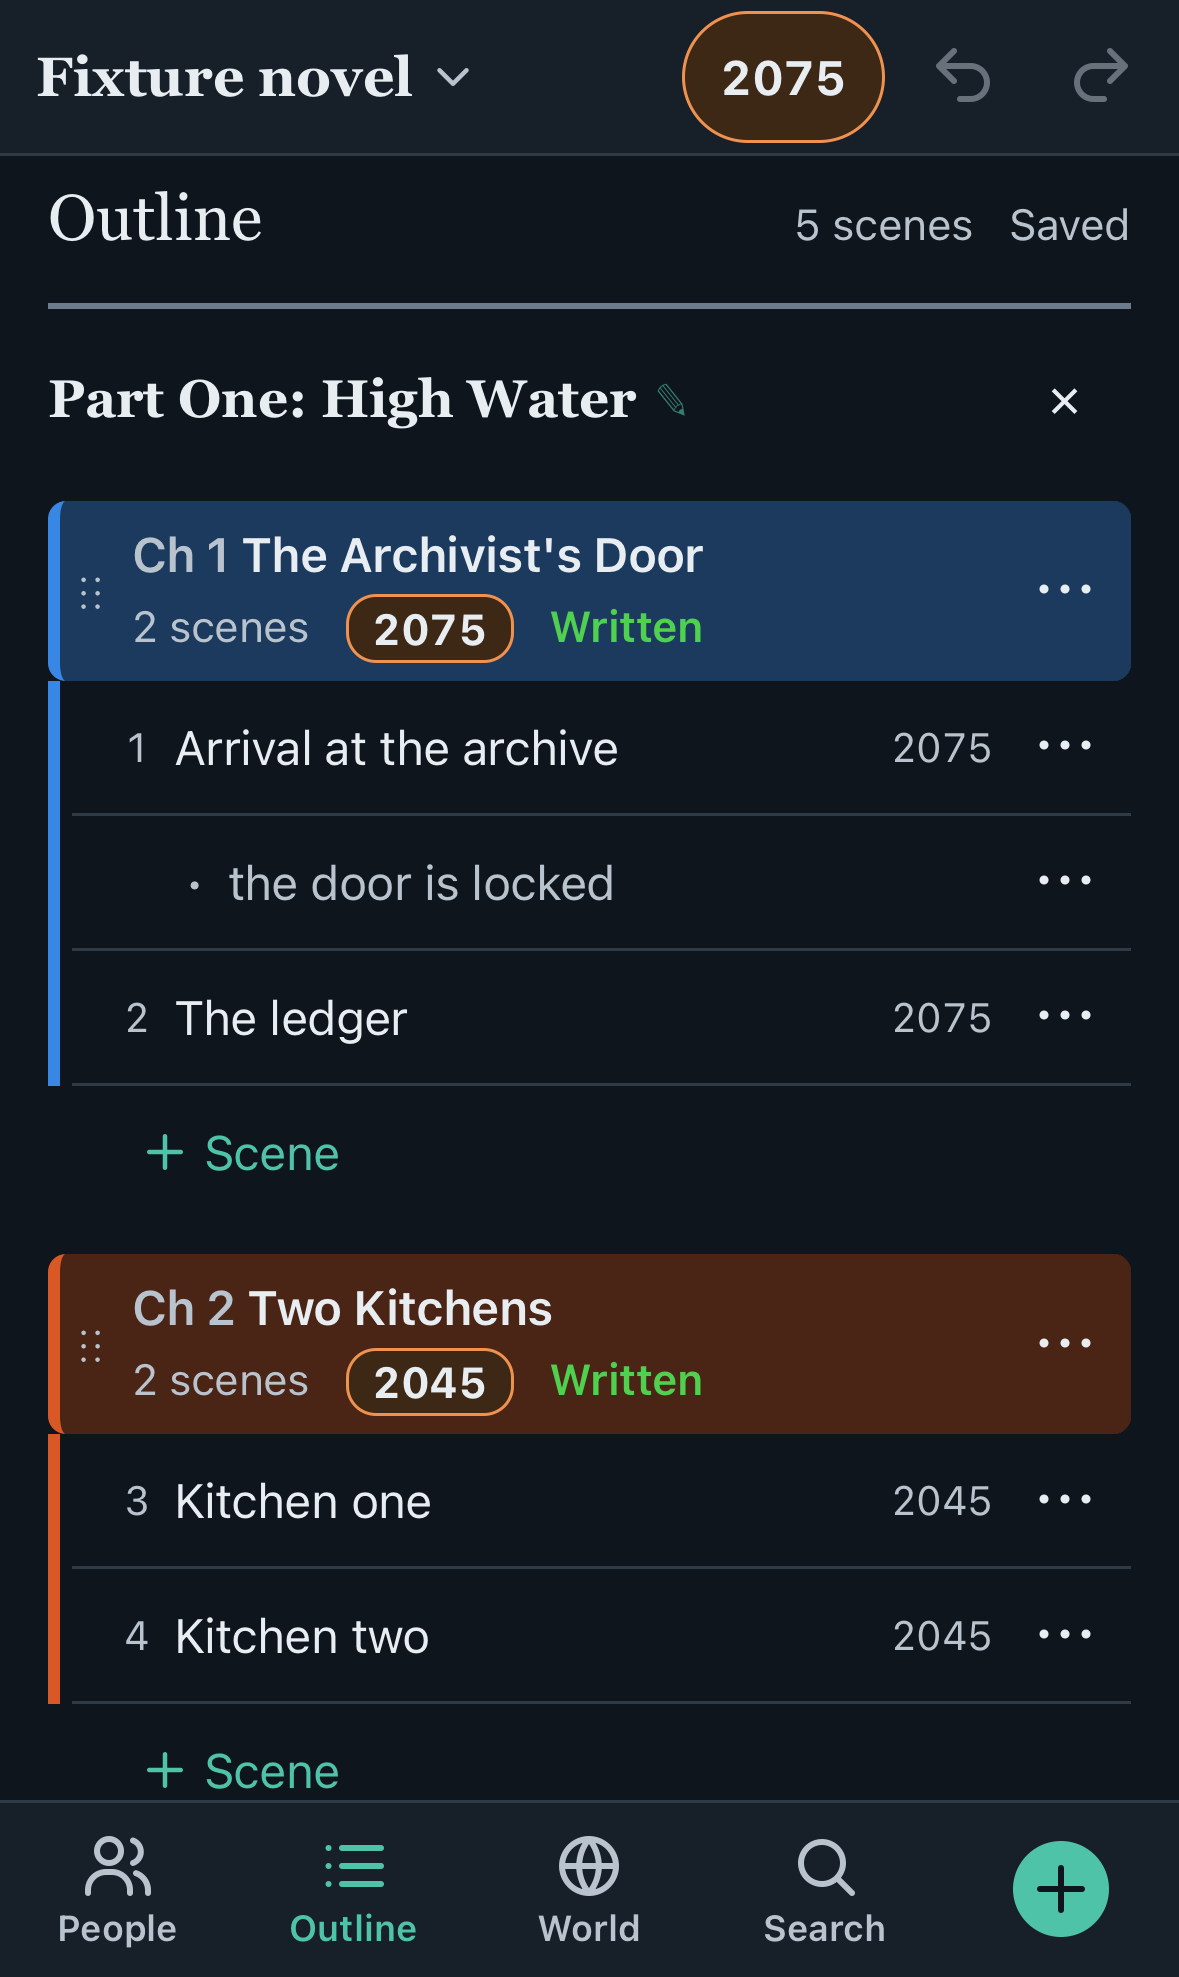 Fixture novel 2075
Outline 5 scenes Saved
Part One: High Water ✎ ×
Ch 1 The Archivist's Door
2 scenes 2075 Written
1 Arrival at the archive 2075
• the door is locked
2 The ledger 2075
+ Scene
Ch 2 Two Kitchens
2 scenes 2045 Written
3 Kitchen one 2045
4 Kitchen two 2045
+ Scene
People Outline World Search